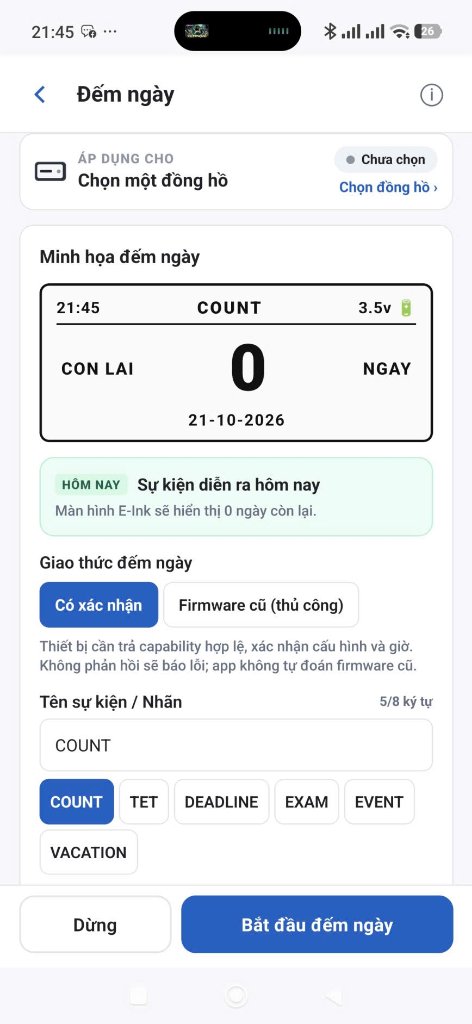 21:45 ...
26
Đếm ngày
ÁP DỤNG CHO
Chọn một đồng hồ
Chưa chọn
Chọn đồng hồ ›
Minh họa đếm ngày
21:45 COUNT 3.5v
CON LAI 0 NGAY
21-10-2026
HÔM NAY Sự kiện diễn ra hôm nay
Màn hình E-Ink sẽ hiển thị 0 ngày còn lại.
Giao thức đếm ngày
Có xác nhận Firmware cũ (thủ công)
Thiết bị cần trả capability hợp lệ, xác nhận cấu hình và giờ.
Không phản hồi sẽ báo lỗi; app không tự đoán firmware cũ.
Tên sự kiện / Nhãn 5/8 ký tự
COUNT
COUNT TET DEADLINE EXAM EVENT
VACATION
Dừng Bắt đầu đếm ngày